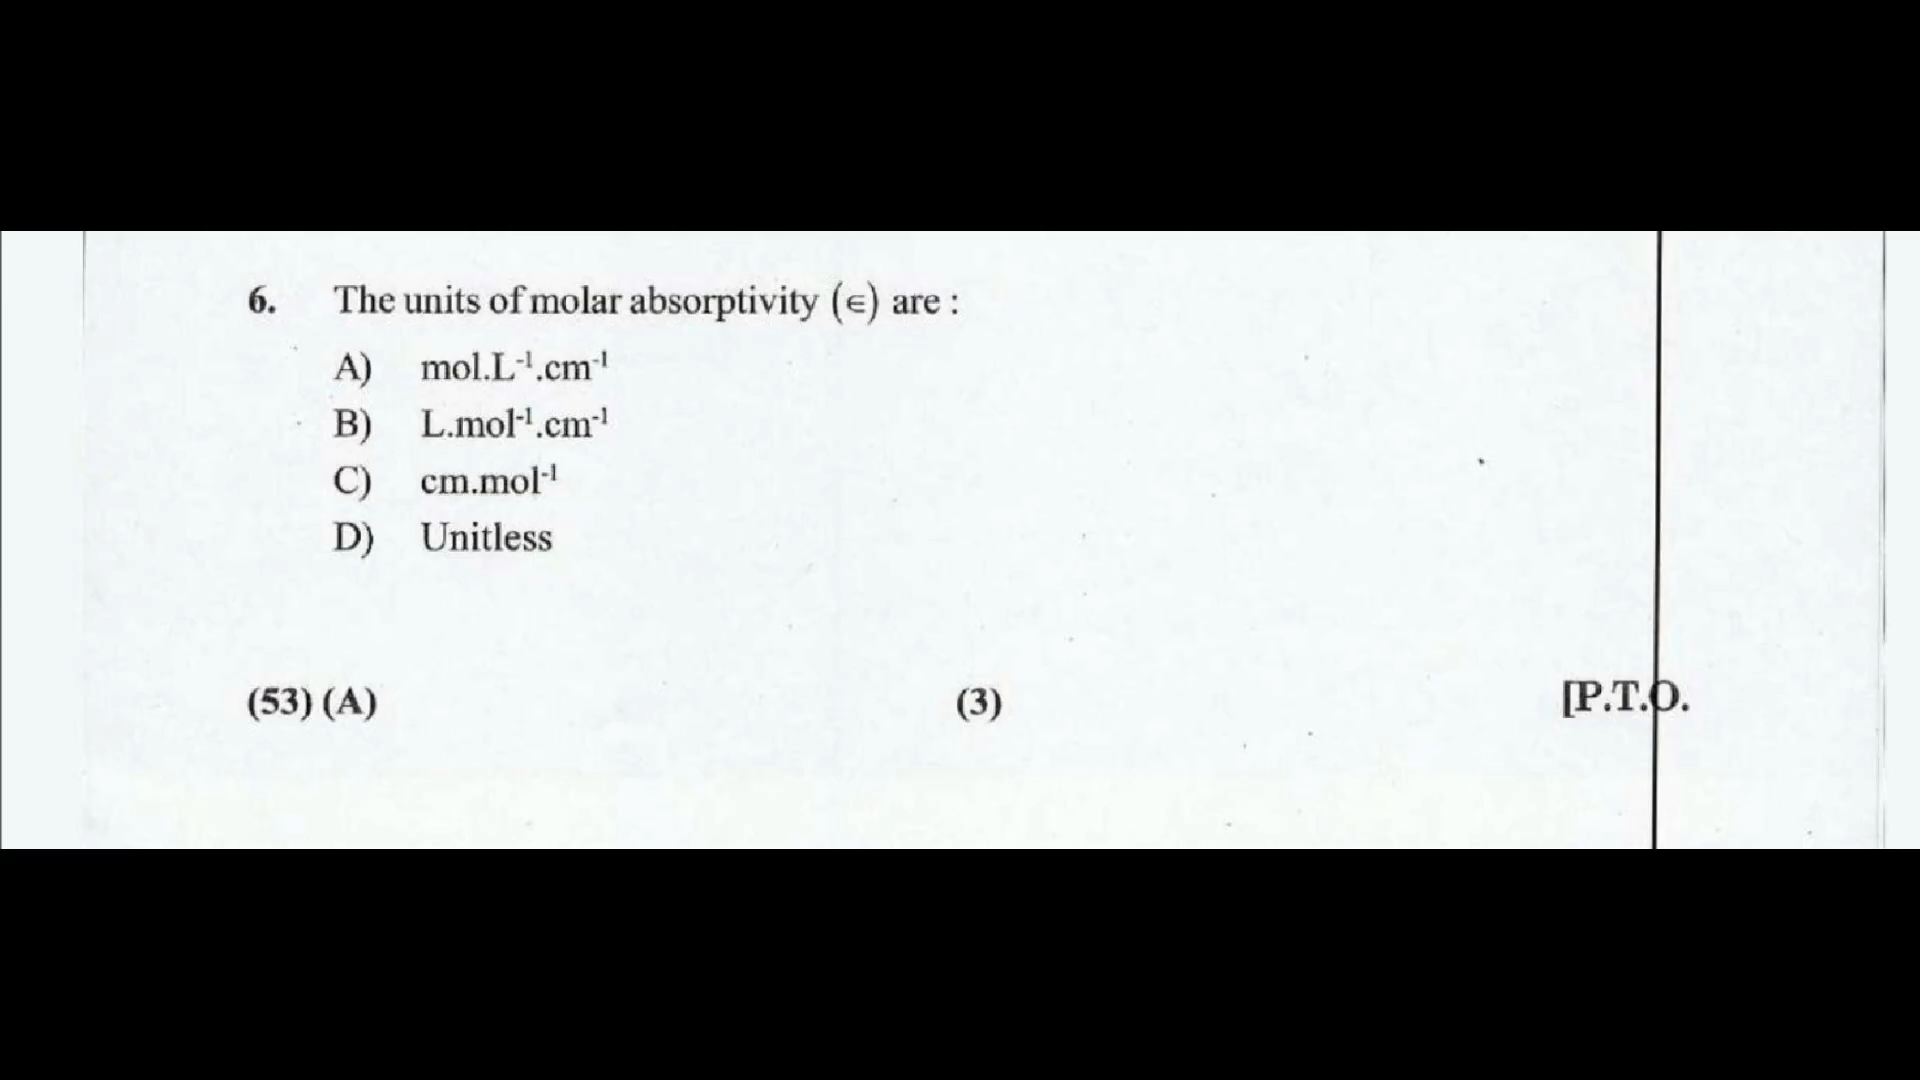 6. The units of molar absorptivity (∈) are :
A) mol.L⁻¹.cm⁻¹
B) L.mol⁻¹.cm⁻¹
C) cm.mol⁻¹
D) Unitless
(53) (A) (3) [P.T.O.